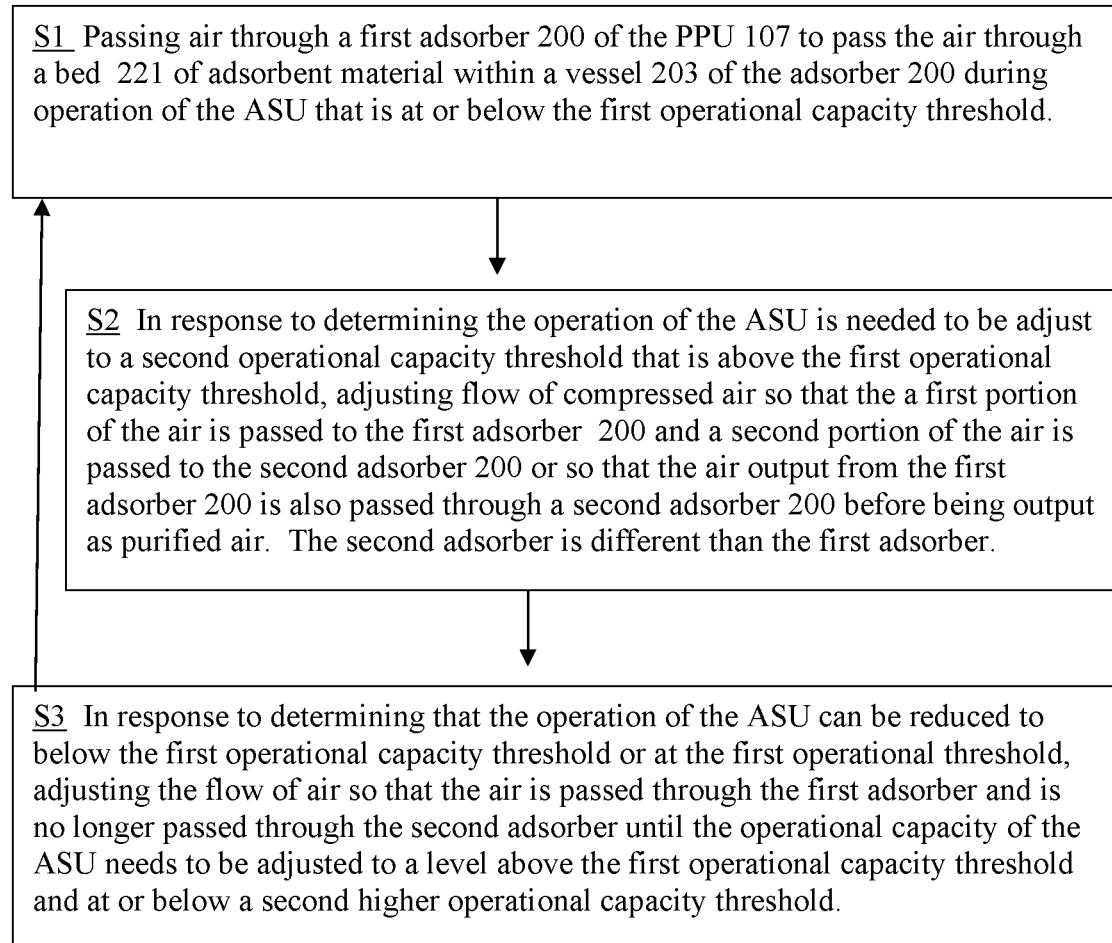 S1 Passing air through a first adsorber 200 of the PPU 107 to pass the air through
a bed 221 of adsorbent material within a vessel 203 of the adsorber 200 during
operation of the ASU that is at or below the first operational capacity threshold.
S2 In response to determining the operation of the ASU is needed to be adjust
to a second operational capacity threshold that is above the first operational
capacity threshold, adjusting flow of compressed air so that the a first portion
of the air is passed to the first adsorber 200 and a second portion of the air is
passed to the second adsorber 200 or so that the air output from the first
adsorber 200 is also passed through a second adsorber 200 before being output
as purified air. The second adsorber is different than the first adsorber.
S3 In response to determining that the operation of the ASU can be reduced to
below the first operational capacity threshold or at the first operational threshold,
adjusting the flow of air so that the air is passed through the first adsorber and is
no longer passed through the second adsorber until the operational capacity of the
ASU needs to be adjusted to a level above the first operational capacity threshold
and at or below a second higher operational capacity threshold.